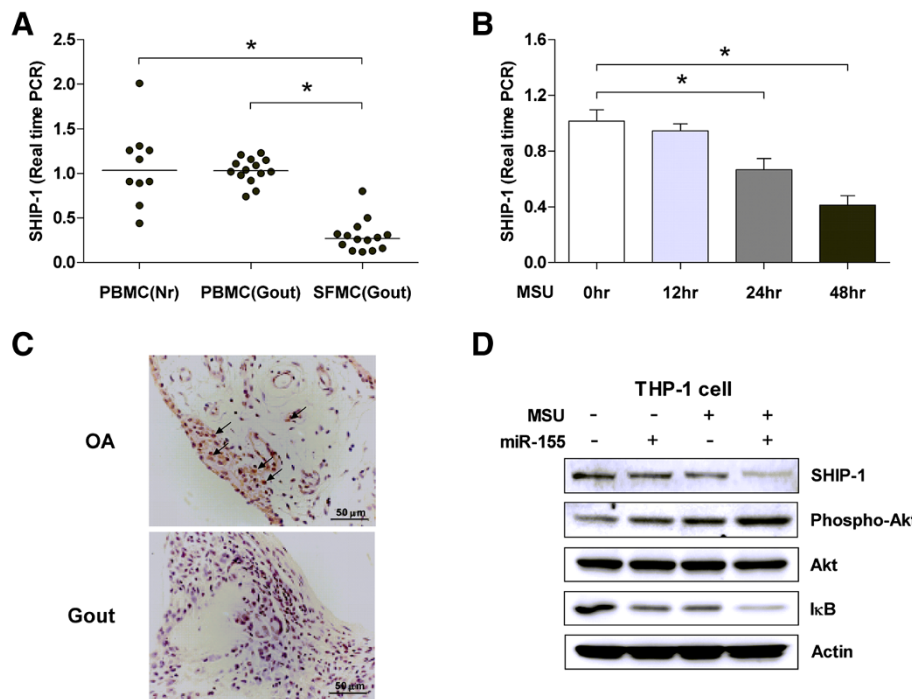 A
SHIP-1 (Real time PCR)
2.5
2.0
1.5
1.0
0.5
0.0
*
*
PBMC(Nr) PBMC(Gout) SFMC(Gout)
B
SHIP-1 (Real time PCR)
1.6
1.2
0.8
0.4
0.0
*
*
MSU 0hr 12hr 24hr 48hr
C
OA
50 μm
Gout
50 μm
D
THP-1 cell
MSU - - + +
miR-155 - + - +
SHIP-1
Phospho-Akt
Akt
IκB
Actin